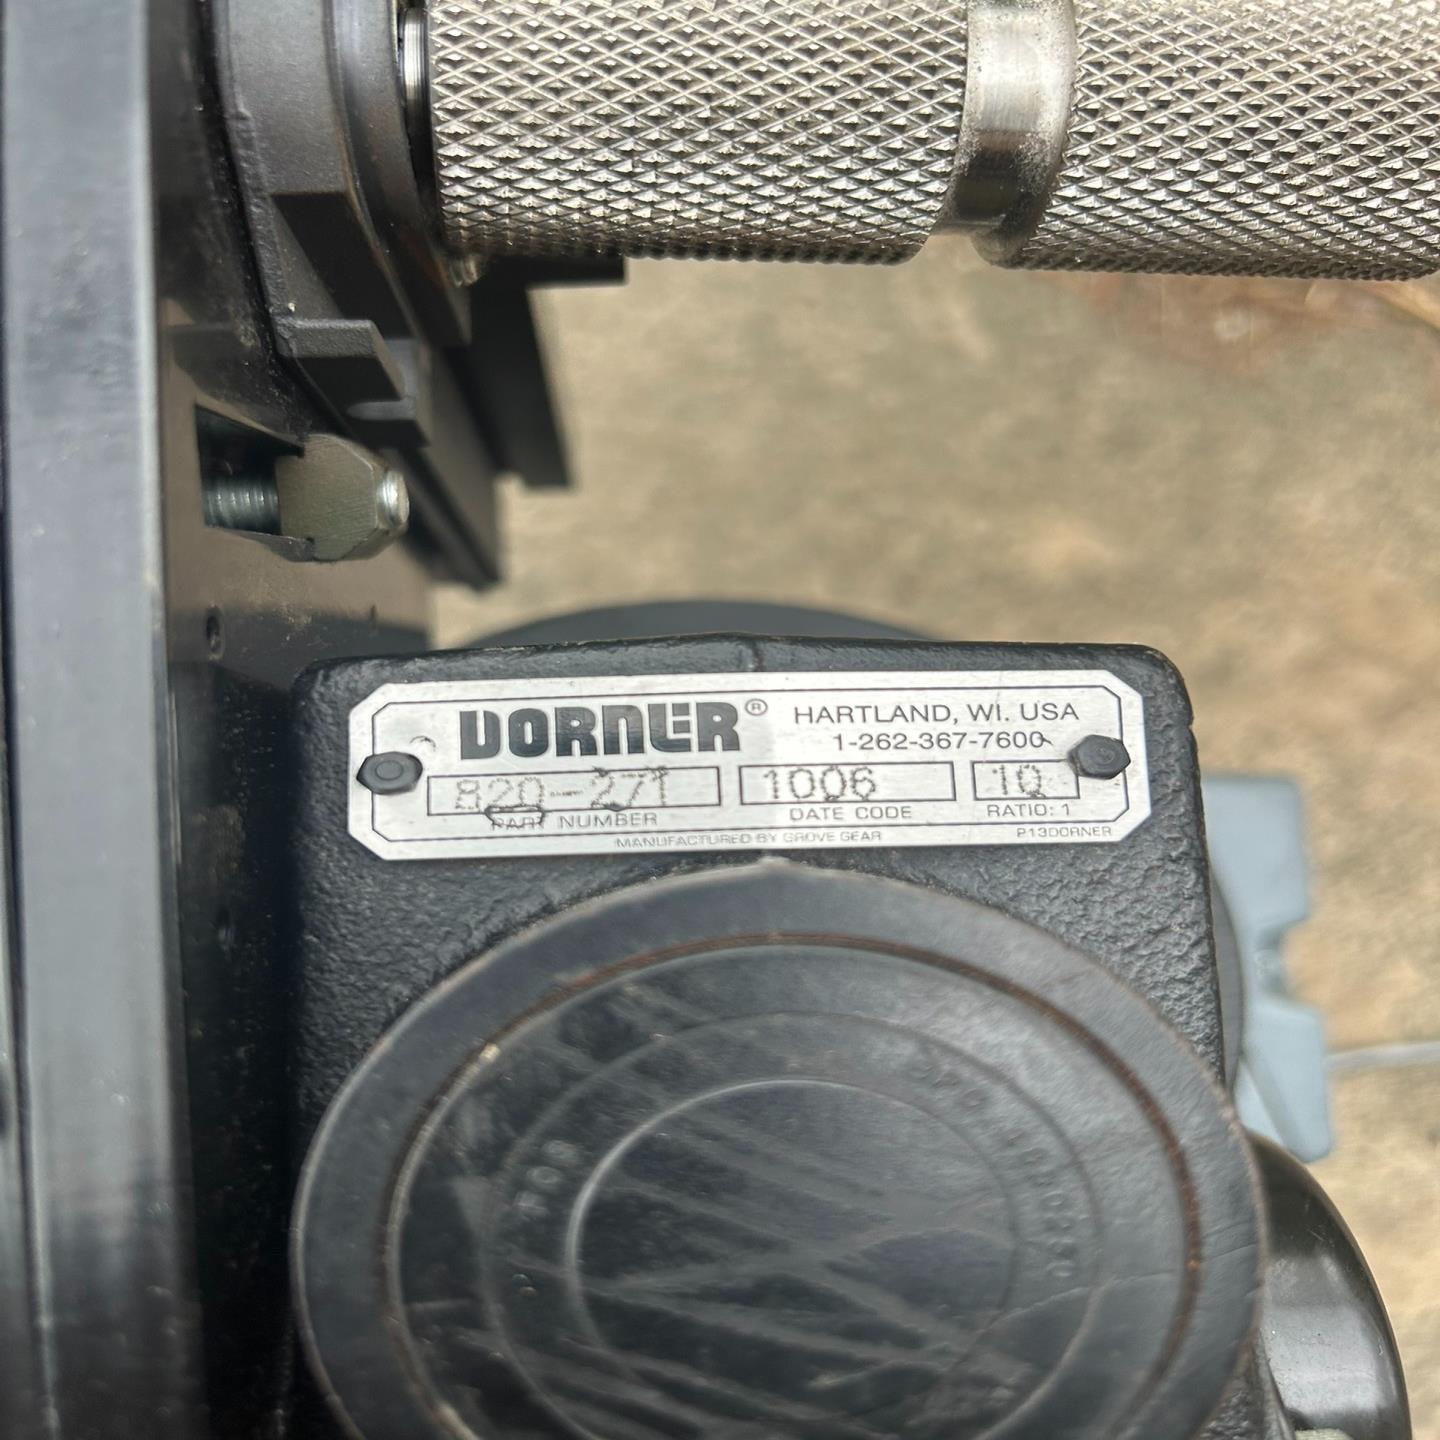 DORNER® HARTLAND, WI. USA
1-262-367-7600
820-271 1006 10
PART NUMBER DATE CODE RATIO: 1
MANUFACTURED BY GROVE GEAR P13DORNER